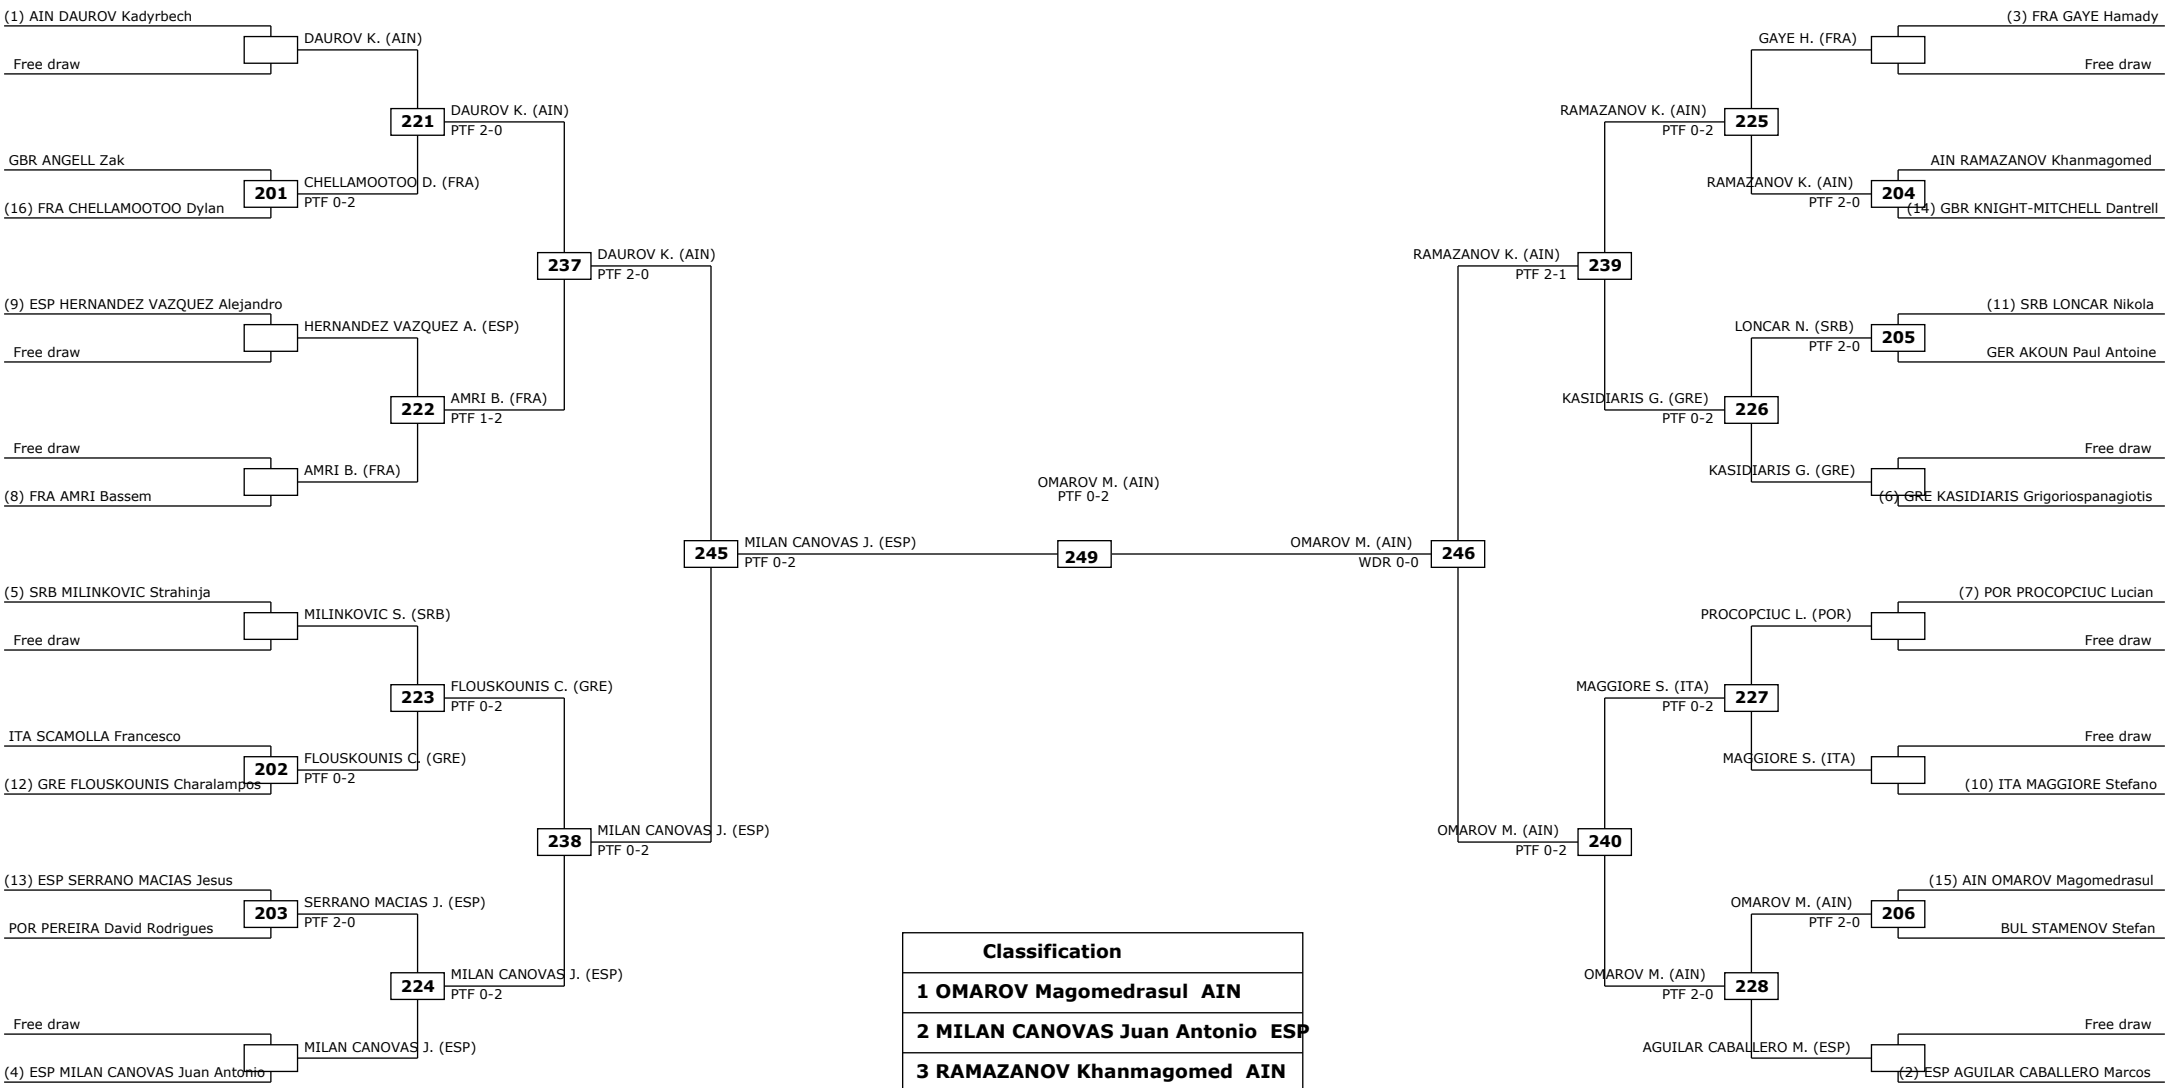 (1) AIN DAUROV Kadyrbech
DAUROV K. (AIN)
Free draw
221
DAUROV K. (AIN)
PTF 2-0
GBR ANGELL Zak
201
CHELLAMOOTOO D. (FRA)
PTF 0-2
(16) FRA CHELLAMOOTOO Dylan
237
DAUROV K. (AIN)
PTF 2-0
(9) ESP HERNANDEZ VAZQUEZ Alejandro
HERNANDEZ VAZQUEZ A. (ESP)
Free draw
222
AMRI B. (FRA)
PTF 1-2
Free draw
AMRI B. (FRA)
(8) FRA AMRI Bassem
245
MILAN CANOVAS J. (ESP)
PTF 0-2
(5) SRB MILINKOVIC Strahinja
MILINKOVIC S. (SRB)
Free draw
223
FLOUSKOUNIS C. (GRE)
PTF 0-2
ITA SCAMOLLA Francesco
202
FLOUSKOUNIS C. (GRE)
PTF 0-2
(12) GRE FLOUSKOUNIS Charalampos
238
MILAN CANOVAS J. (ESP)
PTF 0-2
(13) ESP SERRANO MACIAS Jesus
203
SERRANO MACIAS J. (ESP)
PTF 2-0
POR PEREIRA David Rodrigues
224
MILAN CANOVAS J. (ESP)
PTF 0-2
Free draw
MILAN CANOVAS J. (ESP)
(4) ESP MILAN CANOVAS Juan Antonio
OMAROV M. (AIN)
PTF 0-2
249
(3) FRA GAYE Hamady
GAYE H. (FRA)
Free draw
RAMAZANOV K. (AIN)
PTF 0-2
225
AIN RAMAZANOV Khanmagomed
RAMAZANOV K. (AIN)
PTF 2-0
204
(14) GBR KNIGHT-MITCHELL Dantrell
RAMAZANOV K. (AIN)
PTF 2-1
239
(11) SRB LONCAR Nikola
LONCAR N. (SRB)
PTF 2-0
205
GER AKOUN Paul Antoine
KASIDIARIS G. (GRE)
PTF 0-2
226
Free draw
KASIDIARIS G. (GRE)
(6) GRE KASIDIARIS Grigoriospanagiotis
OMAROV M. (AIN)
WDR 0-0
246
(7) POR PROCOPCIUC Lucian
PROCOPCIUC L. (POR)
Free draw
MAGGIORE S. (ITA)
PTF 0-2
227
Free draw
MAGGIORE S. (ITA)
(10) ITA MAGGIORE Stefano
OMAROV M. (AIN)
PTF 0-2
240
(15) AIN OMAROV Magomedrasul
OMAROV M. (AIN)
PTF 2-0
206
BUL STAMENOV Stefan
OMAROV M. (AIN)
PTF 2-0
228
Free draw
AGUILAR CABALLERO M. (ESP)
(2) ESP AGUILAR CABALLERO Marcos
Classification
1 OMAROV Magomedrasul AIN
2 MILAN CANOVAS Juan Antonio ESP
3 RAMAZANOV Khanmagomed AIN